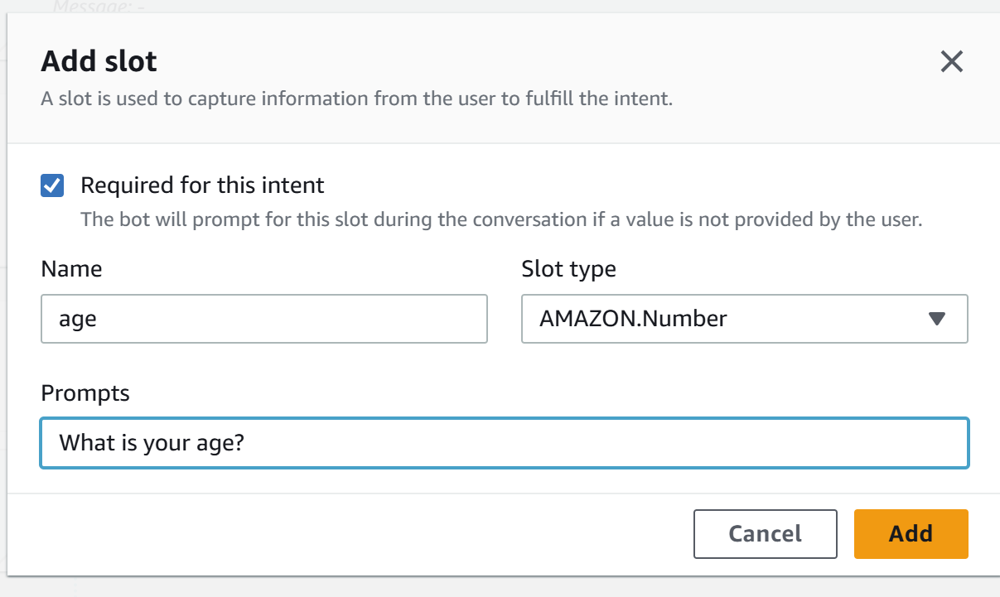 Message: -
Add slot
A slot is used to capture information from the user to fulfill the intent.
Required for this intent
The bot will prompt for this slot during the conversation if a value is not provided by the user.
Name
Slot type
age
AMAZON.Number
Prompts
What is your age?
Cancel
Add